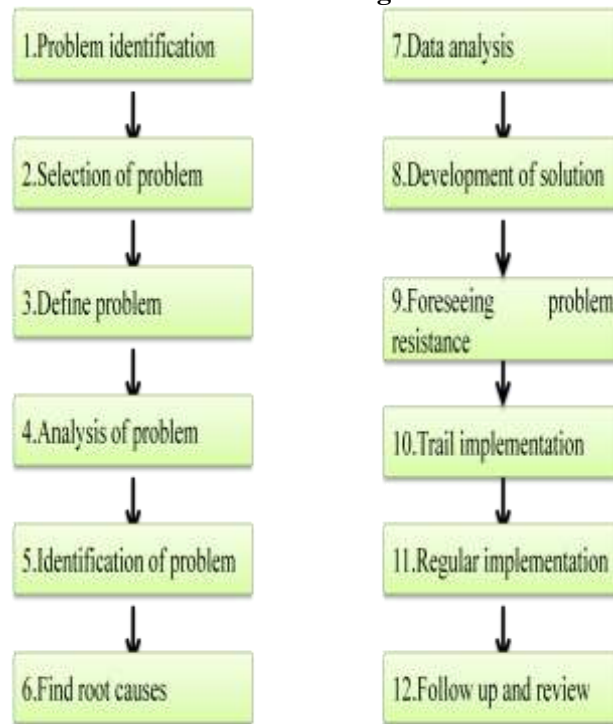 1.Problem identification
2.Selection of problem
3.Define problem
4.Analysis of problem
5.Identification of problem
6.Find root causes
7.Data analysis
8.Development of solution
9.Foreseeing problem
resistance
10.Trail implementation
11.Regular implementation
12.Follow up and review